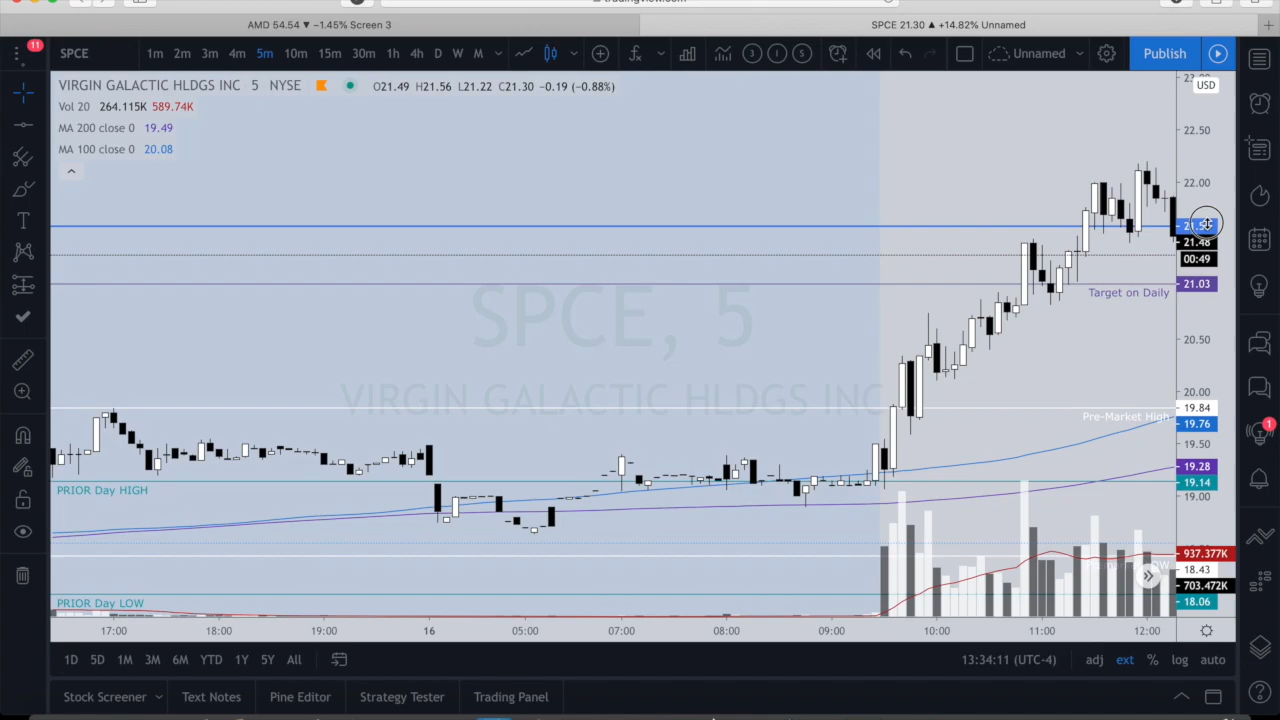 AMD 54.54 ▼ −1.45% Screen 3
SPCE 21.30 ▲ +14.82% Unnamed
11
SPCE 1m 2m 3m 4m 5m 10m 15m 30m 1h 4h D W M 3 1 5 Unnamed Publish
VIRGIN GALACTIC HLDGS INC 5 NYSE O21.49 H21.56 L21.22 C21.30 −0.19 (−0.88%)
USD
Vol 20 264.115K 589.74K
MA 200 close 0 19.49
MA 100 close 0 20.08
22.50
22.00
21.48
00:49
21.03
Target on Daily
SPCE, 5
VIRGIN GALACTIC HLDGS INC
20.50
20.00
19.84
Pre-Market High
19.76
19.50
19.28
PRIOR Day HIGH
19.14
19.00
1
937.377K
18.43
703.472K
PRIOR Day LOW
18.06
17:00 18:00 19:00 16 05:00 07:00 08:00 09:00 10:00 11:00 12:00
1D 5D 1M 3M 6M YTD 1Y 5Y All 13:34:11 (UTC-4) adj ext % log auto
Stock Screener Text Notes Pine Editor Strategy Tester Trading Panel